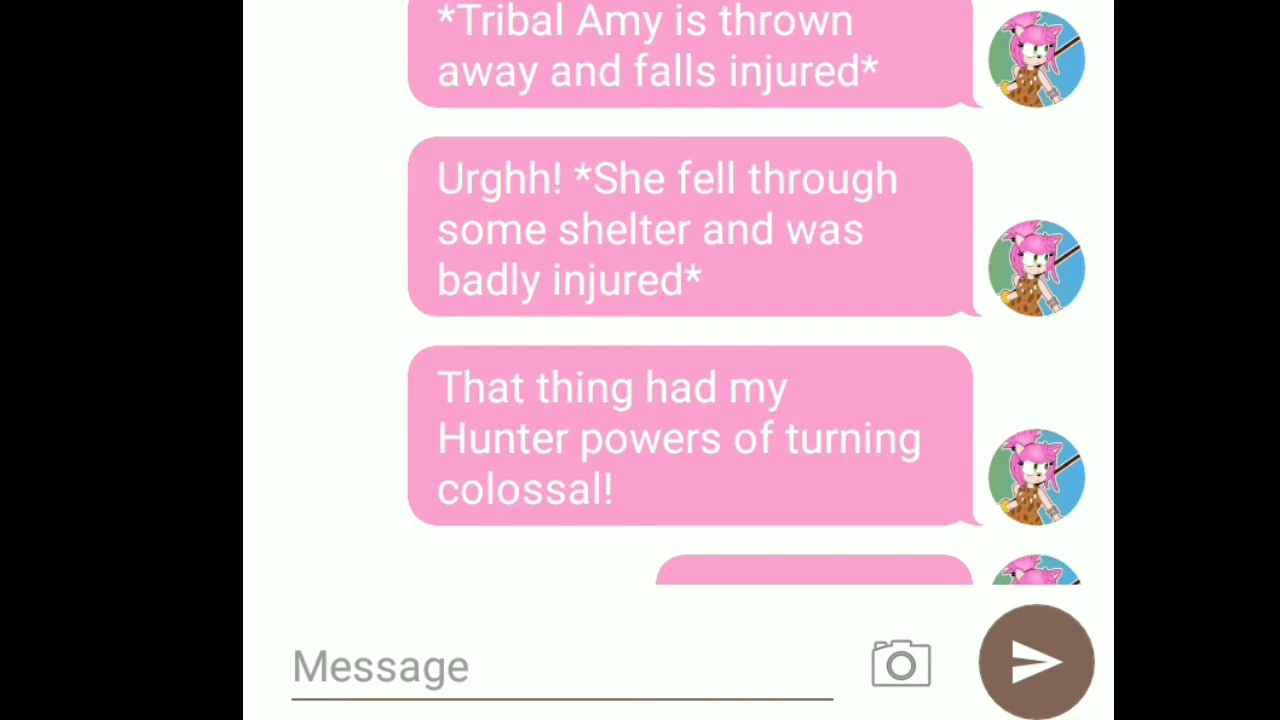 *Tribal Amy is thrown
away and falls injured*
Urghh! *She fell through
some shelter and was
badly injured*
That thing had my
Hunter powers of turning
colossal!
Message